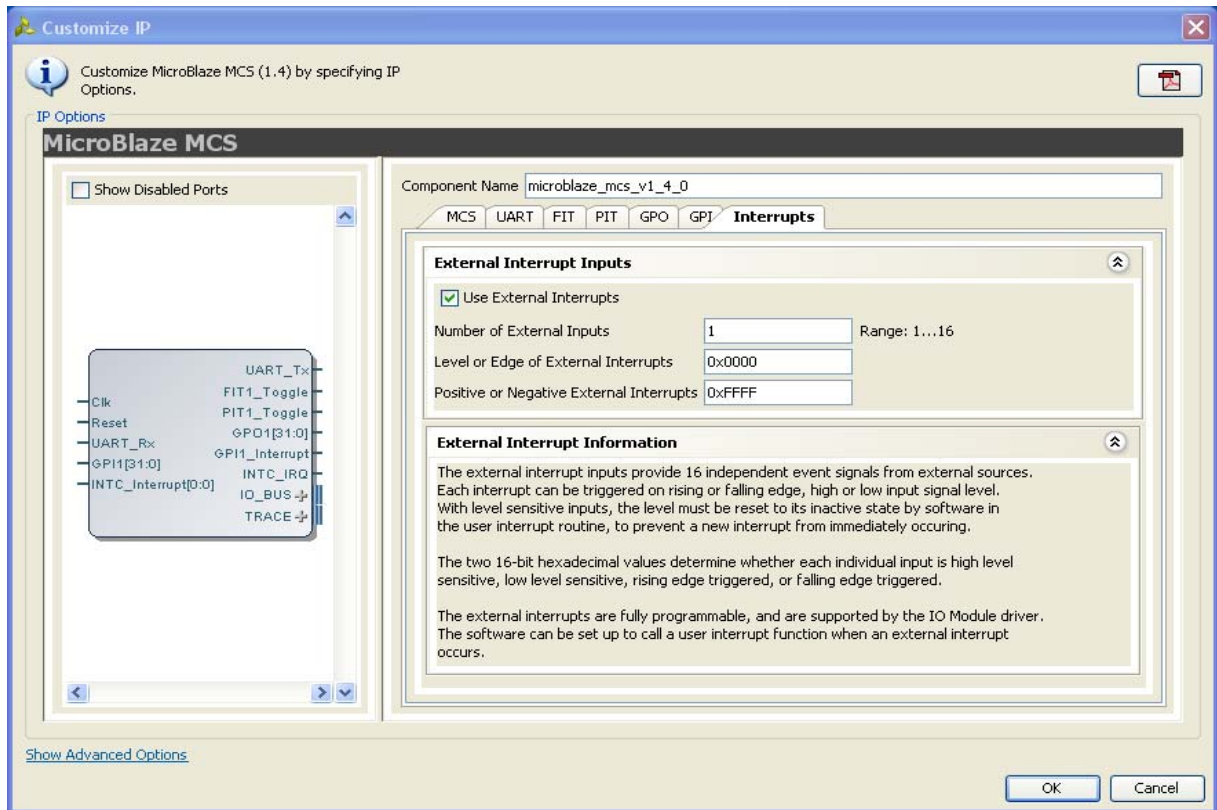 Customize IP
Customize MicroBlaze MCS (1.4) by specifying IP
Options.
IP Options
MicroBlaze MCS
Show Disabled Ports
Clk
Reset
UART_Rx
GPI1[31:0]
INTC_Interrupt[0:0]
UART_Tx
FIT1_Toggle
PIT1_Toggle
GPO1[31:0]
GPI1_Interrupt
INTC_IRQ
IO_BUS
TRACE
Component Name microblaze_mcs_v1_4_0
MCS UART FIT PIT GPO GPI Interrupts
External Interrupt Inputs
Use External Interrupts
Number of External Inputs 1 Range: 1...16
Level or Edge of External Interrupts 0x0000
Positive or Negative External Interrupts 0xFFFF
External Interrupt Information
The external interrupt inputs provide 16 independent event signals from external sources.
Each interrupt can be triggered on rising or falling edge, high or low input signal level.
With level sensitive inputs, the level must be reset to its inactive state by software in
the user interrupt routine, to prevent a new interrupt from immediately occuring.
The two 16-bit hexadecimal values determine whether each individual input is high level
sensitive, low level sensitive, rising edge triggered, or falling edge triggered.
The external interrupts are fully programmable, and are supported by the IO Module driver.
The software can be set up to call a user interrupt function when an external interrupt
occurs.
Show Advanced Options
OK Cancel